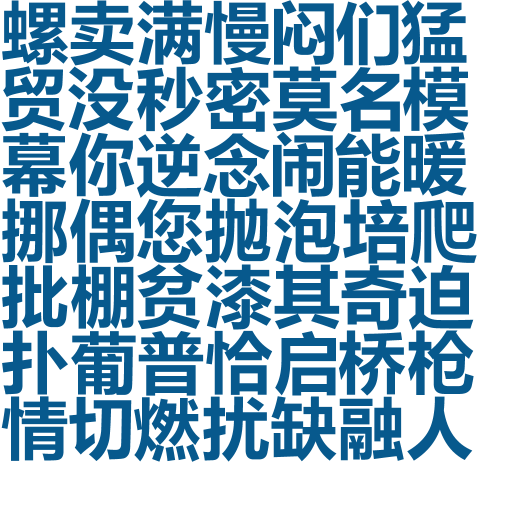 螺卖满慢闷们猛
贸没秒密莫名模
幕你逆念闹能暖
挪偶您抛泡培爬
批棚贫漆其奇迫
扑葡普恰启桥枪
情切燃扰缺融人